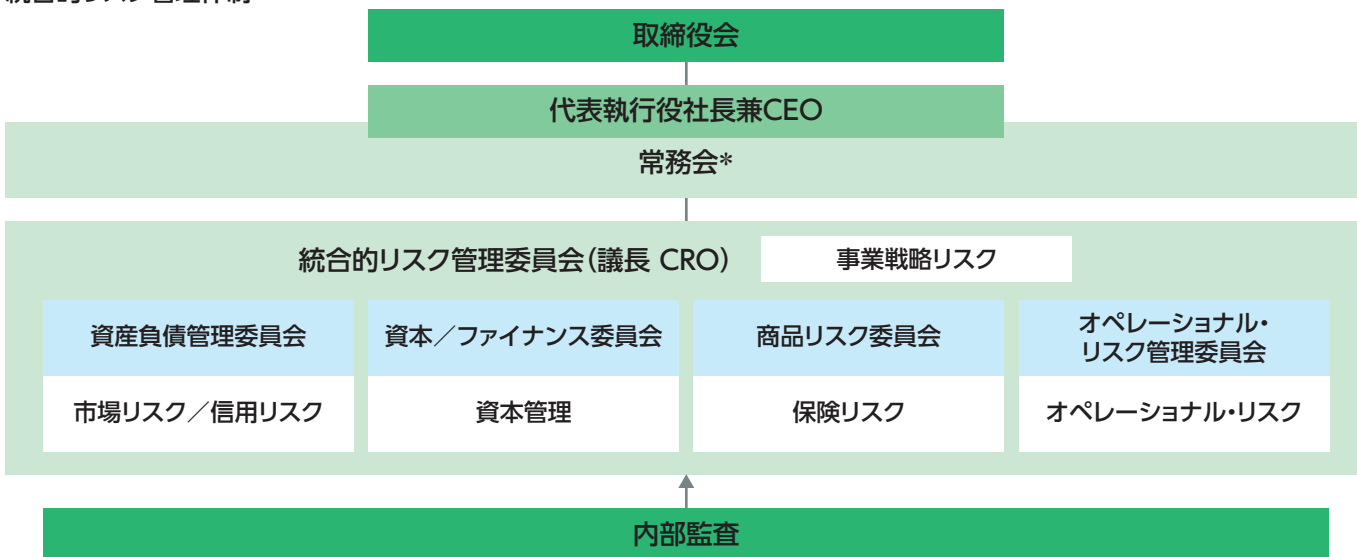 取締役会
代表執行役社長兼CEO
常務会*
統合的リスク管理委員会(議長 CRO)
事業戦略リスク
資産負債管理委員会
資本／ファイナンス委員会
商品リスク委員会
オペレーショナル・
リスク管理委員会
市場リスク／信用リスク
資本管理
保険リスク
オペレーショナル・リスク
内部監査